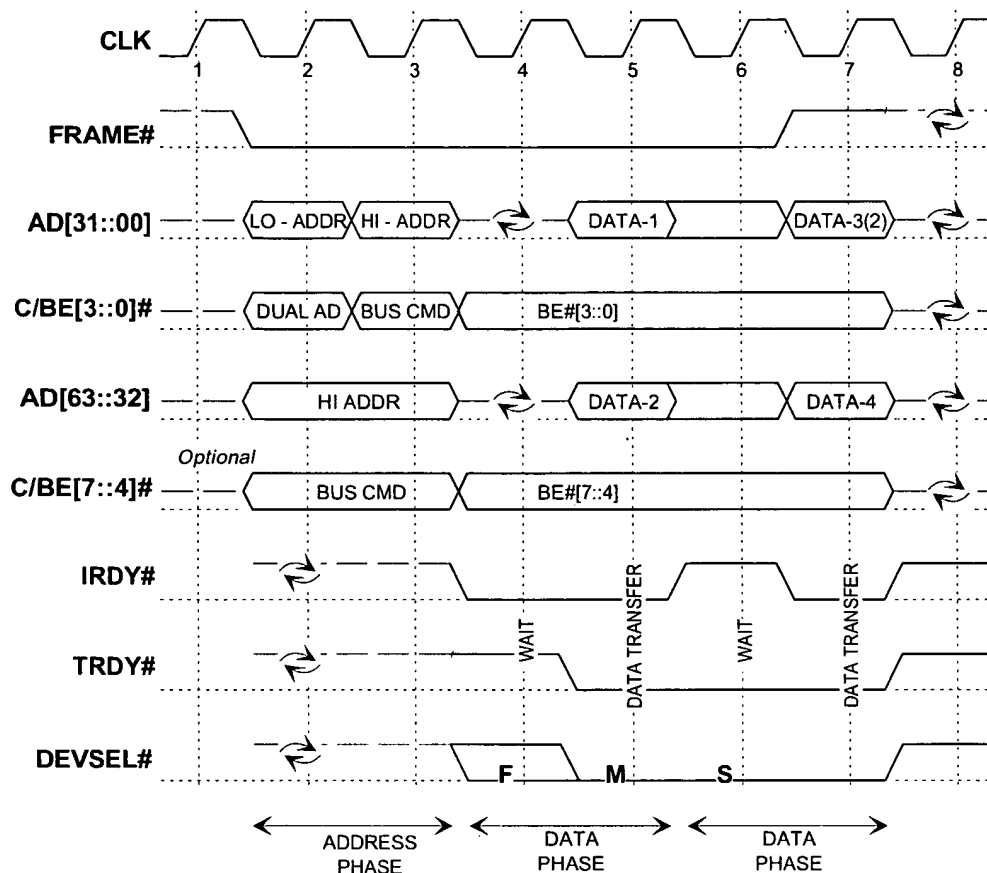 CLK
1 2 3 4 5 6 7 8
FRAME#
AD[31::00] LO - ADDR HI - ADDR DATA-1 DATA-3(2)
C/BE[3::0]# DUAL AD BUS CMD BE#[3::0]
AD[63::32] HI ADDR DATA-2 DATA-4
Optional
C/BE[7::4]# BUS CMD BE#[7::4]
IRDY#
WAIT
DATA TRANSFER
WAIT
DATA TRANSFER
TRDY#
DEVSEL# F M S
ADDRESS
PHASE
DATA
PHASE
DATA
PHASE